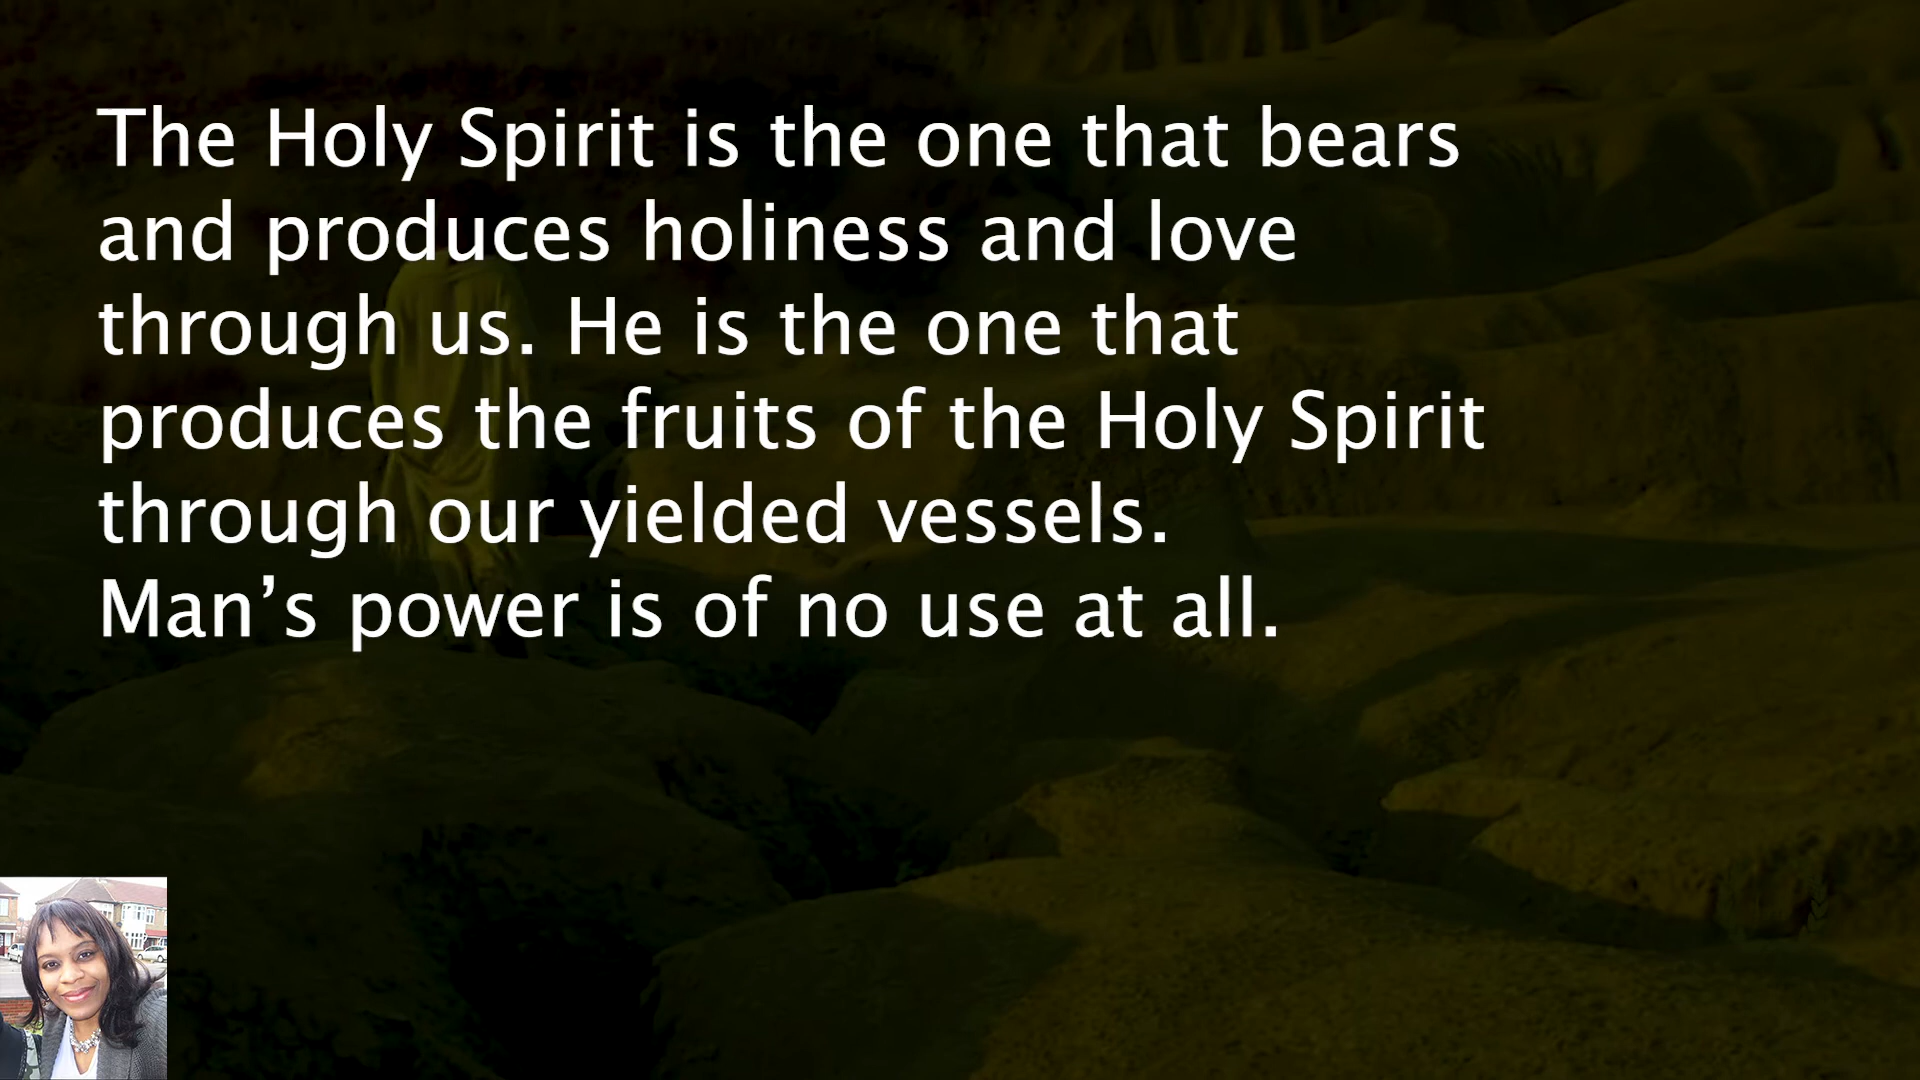 The Holy Spirit is the one that bears
and produces holiness and love
through us. He is the one that
produces the fruits of the Holy Spirit
through our yielded vessels.
Man’s power is of no use at all.